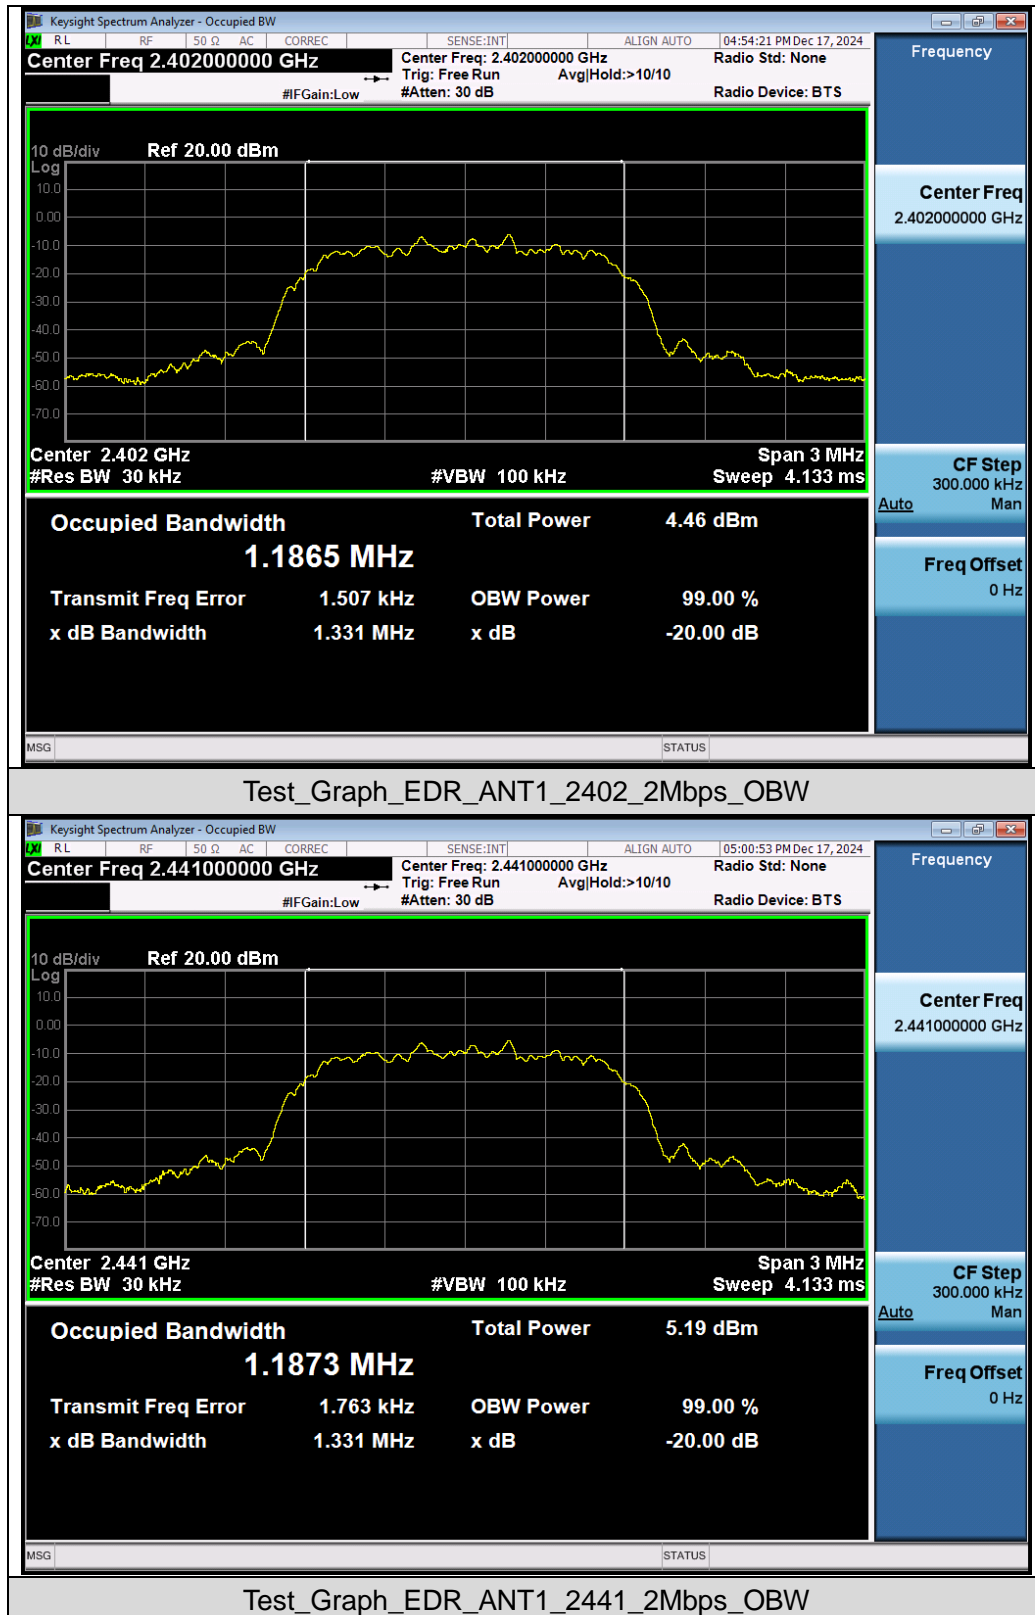 Keysight Spectrum Analyzer - Occupied BW
LXI RL RF 50 Ω AC CORREC SENSE:INT ALIGN AUTO 04:54:21 PM Dec 17, 2024
Center Freq 2.402000000 GHz
Center Freq: 2.402000000 GHz
Radio Std: None
Trig: Free Run
Avg|Hold:>10/10
#IFGain:Low
#Atten: 30 dB
Radio Device: BTS
Frequency
10 dB/div
Ref 20.00 dBm
Log
10.0
0.00
-10.0
-20.0
-30.0
-40.0
-50.0
-60.0
-70.0
Center 2.402 GHz
Span 3 MHz
#Res BW 30 kHz
#VBW 100 kHz
Sweep 4.133 ms
Center Freq
2.402000000 GHz
CF Step
300.000 kHz
Auto Man
Freq Offset
0 Hz
Occupied Bandwidth
1.1865 MHz
Total Power 4.46 dBm
Transmit Freq Error 1.507 kHz
OBW Power 99.00 %
x dB Bandwidth 1.331 MHz
x dB -20.00 dB
MSG
STATUS
Test_Graph_EDR_ANT1_2402_2Mbps_OBW
Keysight Spectrum Analyzer - Occupied BW
LXI RL RF 50 Ω AC CORREC SENSE:INT ALIGN AUTO 05:00:53 PM Dec 17, 2024
Center Freq 2.441000000 GHz
Center Freq: 2.441000000 GHz
Radio Std: None
Trig: Free Run
Avg|Hold:>10/10
#IFGain:Low
#Atten: 30 dB
Radio Device: BTS
Frequency
10 dB/div
Ref 20.00 dBm
Log
10.0
0.00
-10.0
-20.0
-30.0
-40.0
-50.0
-60.0
-70.0
Center 2.441 GHz
Span 3 MHz
#Res BW 30 kHz
#VBW 100 kHz
Sweep 4.133 ms
Center Freq
2.441000000 GHz
CF Step
300.000 kHz
Auto Man
Freq Offset
0 Hz
Occupied Bandwidth
1.1873 MHz
Total Power 5.19 dBm
Transmit Freq Error 1.763 kHz
OBW Power 99.00 %
x dB Bandwidth 1.331 MHz
x dB -20.00 dB
MSG
STATUS
Test_Graph_EDR_ANT1_2441_2Mbps_OBW